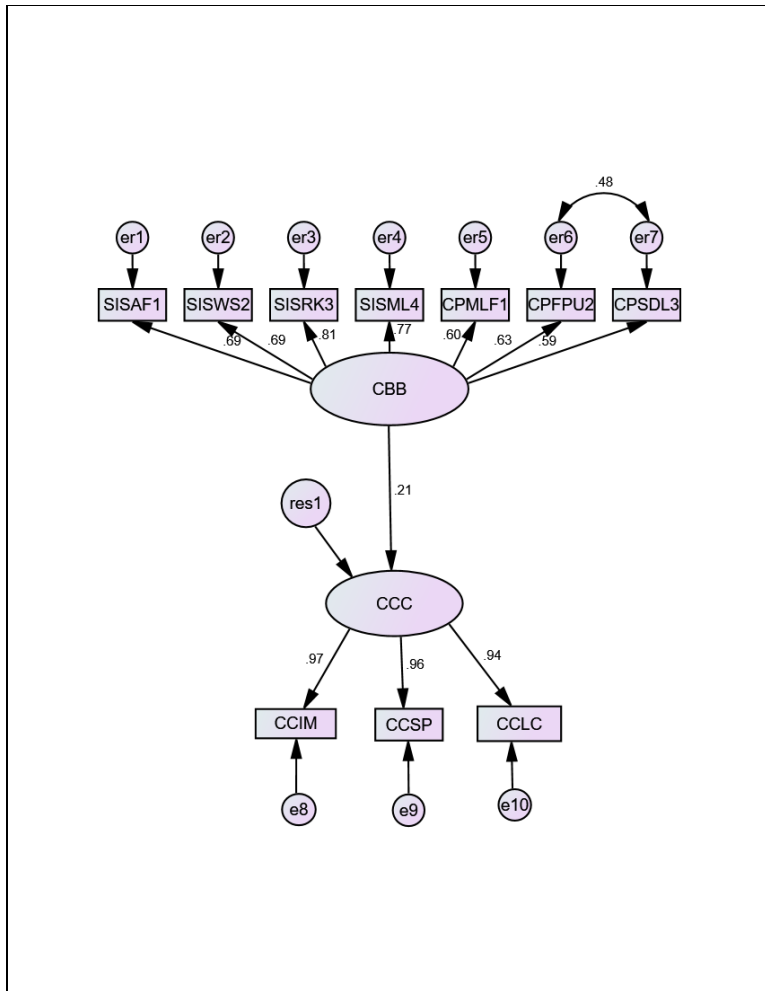 .48
er1 er2 er3 er4 er5 er6 er7
SISAF1 SISWS2 SISRK3 SISML4 CPMLF1 CPFPU2 CPSDL3
.69 .69 .81 .77 .60 .63 .59
CBB
.21
res1
CCC
.97 .96 .94
CCIM CCSP CCLC
e8 e9 e10